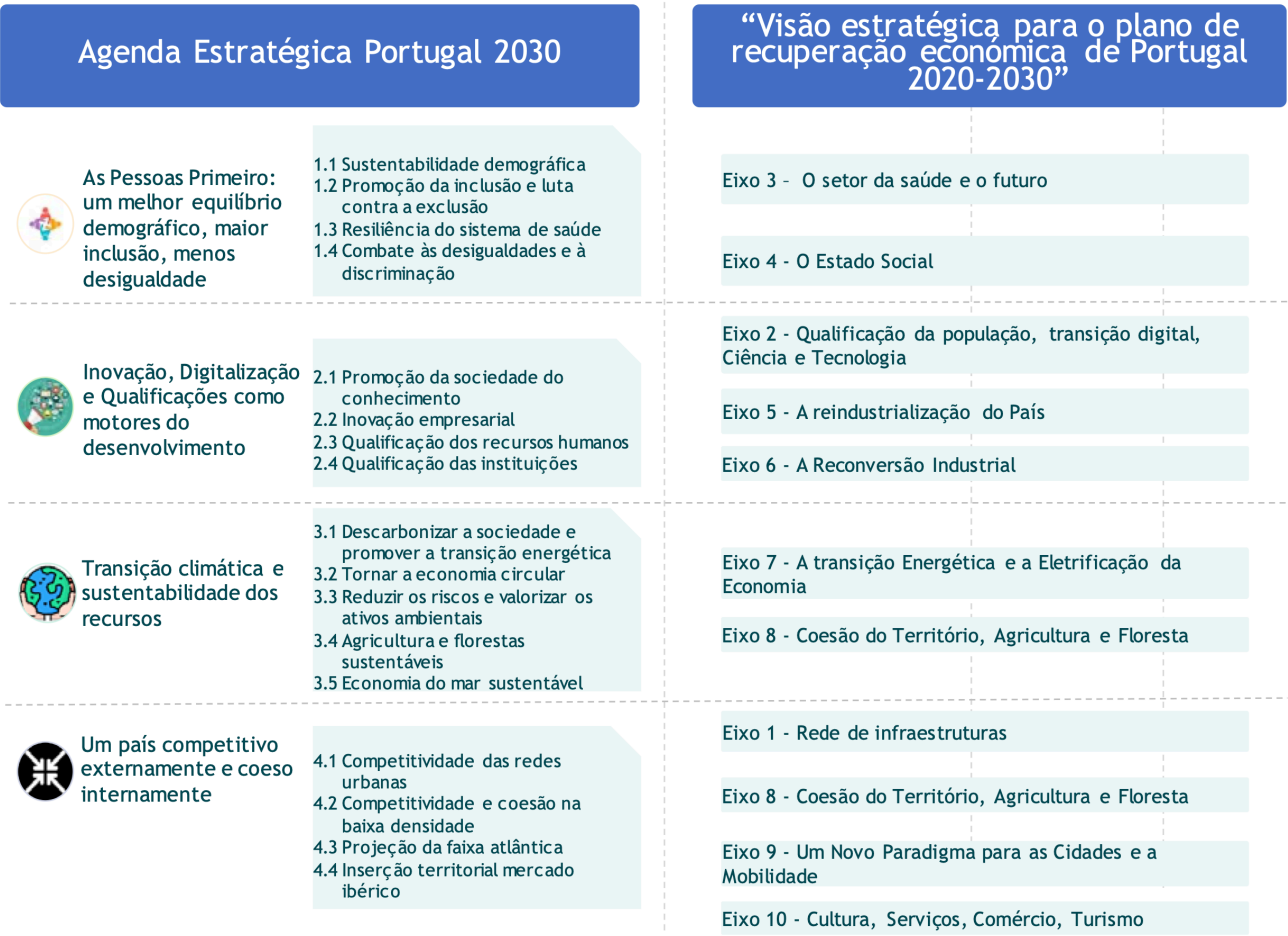 Agenda Estratégica Portugal 2030
“Visão estratégica para o plano de
recuperação económica de Portugal
2020-2030”
As Pessoas Primeiro:
um melhor equilíbrio
demográfico, maior
inclusão, menos
desigualdade
1.1 Sustentabilidade demográfica
1.2 Promoção da inclusão e luta
contra a exclusão
1.3 Resiliência do sistema de saúde
1.4 Combate às desigualdades e à
discriminação
Eixo 3 – O setor da saúde e o futuro
Eixo 4 - O Estado Social
Inovação, Digitalização
e Qualificações como
motores do
desenvolvimento
2.1 Promoção da sociedade do
conhecimento
2.2 Inovação empresarial
2.3 Qualificação dos recursos humanos
2.4 Qualificação das instituições
Eixo 2 - Qualificação da população, transição digital,
Ciência e Tecnologia
Eixo 5 - A reindustrialização do País
Eixo 6 - A Reconversão Industrial
Transição climática e
sustentabilidade dos
recursos
3.1 Descarbonizar a sociedade e
promover a transição energética
3.2 Tornar a economia circular
3.3 Reduzir os riscos e valorizar os
ativos ambientais
3.4 Agricultura e florestas
sustentáveis
3.5 Economia do mar sustentável
Eixo 7 - A transição Energética e a Eletrificação da
Economia
Eixo 8 - Coesão do Território, Agricultura e Floresta
Um país competitivo
externamente e coeso
internamente
4.1 Competitividade das redes
urbanas
4.2 Competitividade e coesão na
baixa densidade
4.3 Projeção da faixa atlântica
4.4 Inserção territorial mercado
ibérico
Eixo 1 - Rede de infraestruturas
Eixo 8 - Coesão do Território, Agricultura e Floresta
Eixo 9 - Um Novo Paradigma para as Cidades e a
Mobilidade
Eixo 10 - Cultura, Serviços, Comércio, Turismo